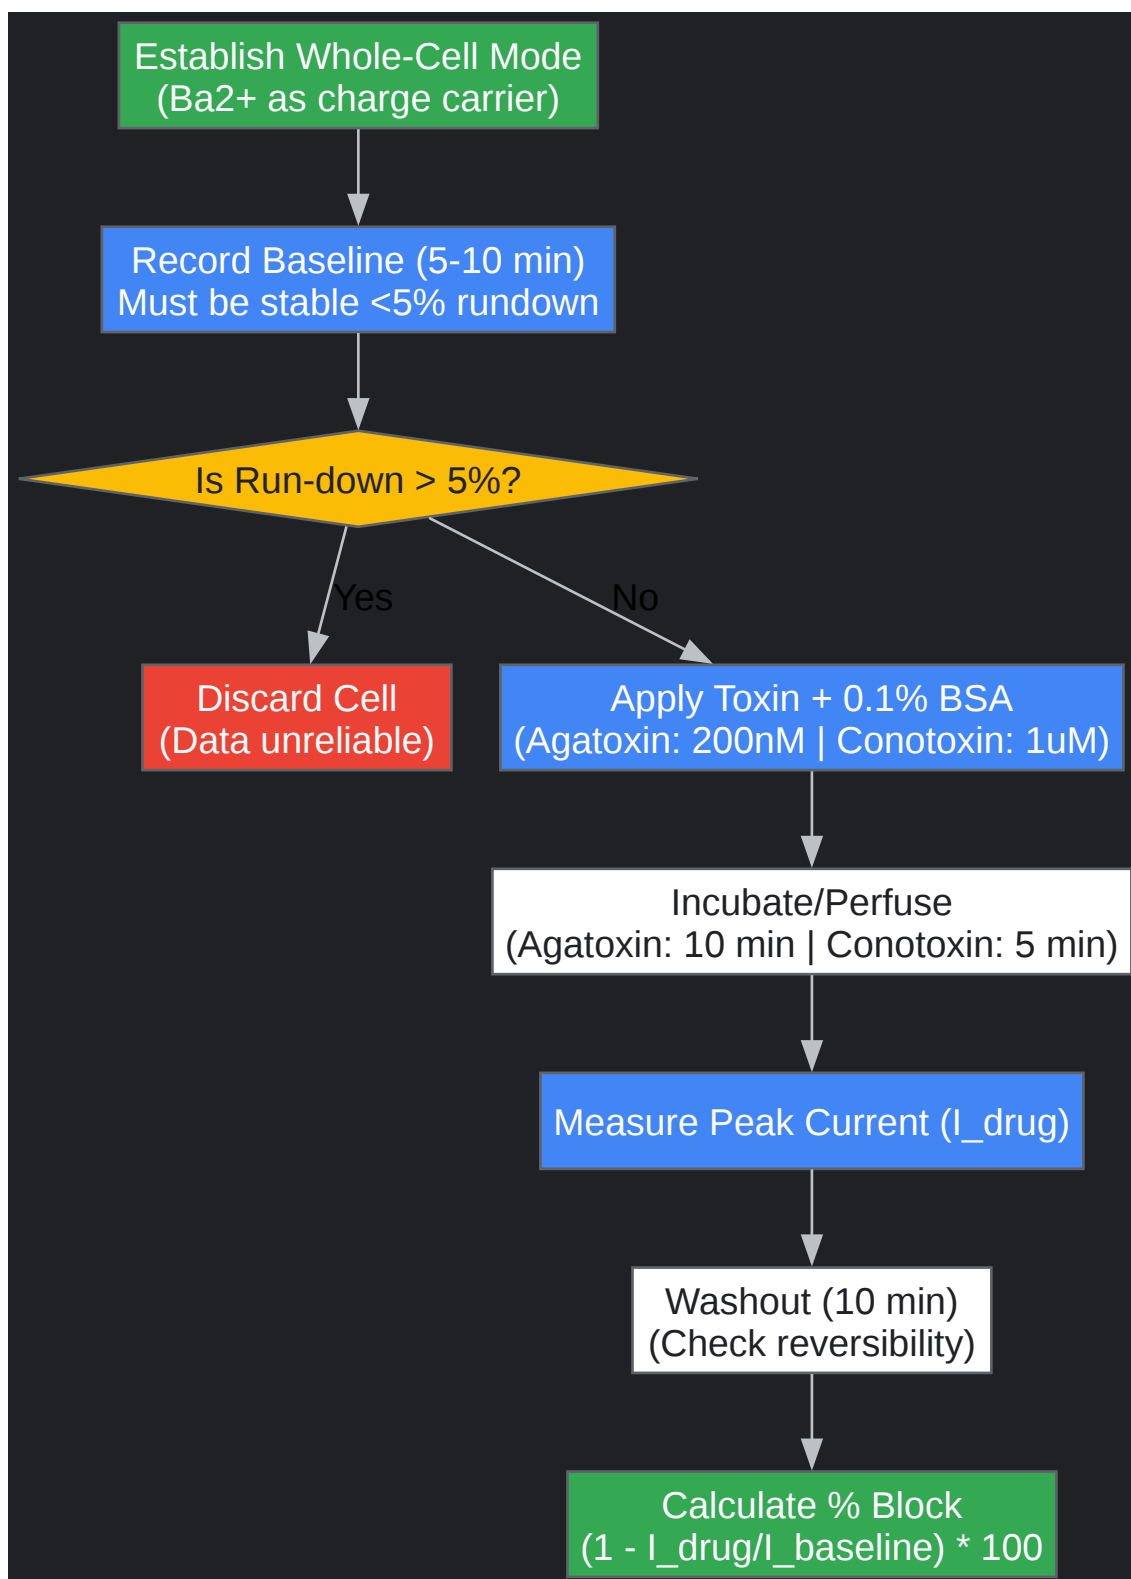 Establish Whole-Cell Mode
(Ba2+ as charge carrier)
Record Baseline (5-10 min)
Must be stable <5% rundown
Is Run-down > 5%?
Yes
No
Discard Cell
(Data unreliable)
Apply Toxin + 0.1% BSA
(Agatoxin: 200nM | Conotoxin: 1uM)
Incubate/Perfuse
(Agatoxin: 10 min | Conotoxin: 5 min)
Measure Peak Current (I_drug)
Washout (10 min)
(Check reversibility)
Calculate % Block
(1 - I_drug/I_baseline) * 100